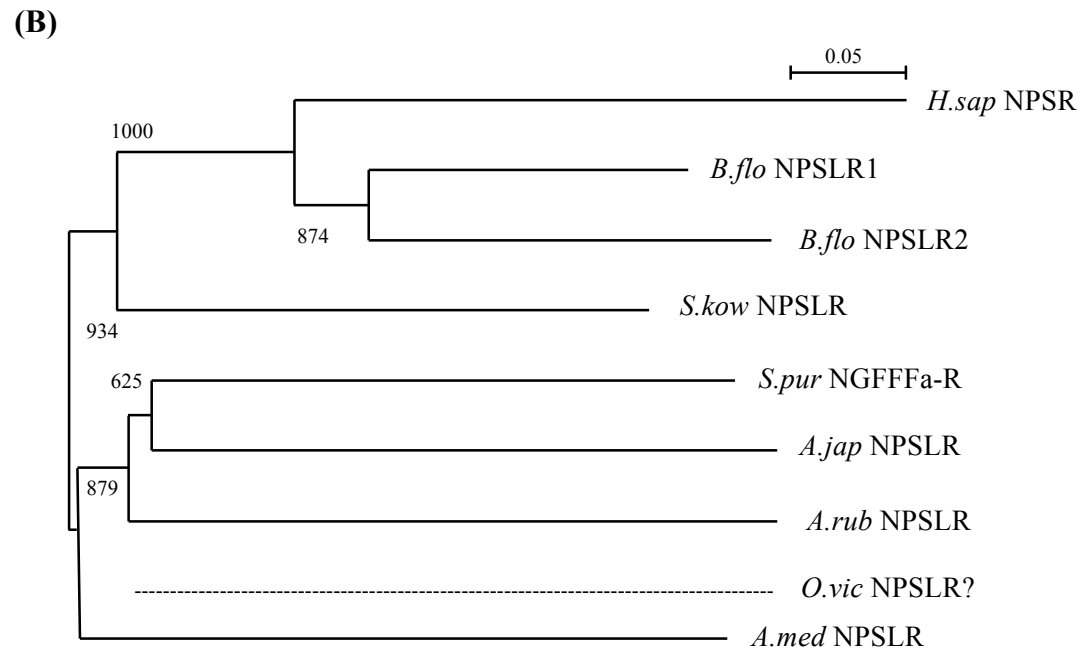 (B)
0.05
H.sap NPSR
1000
B.flo NPSLR1
874
B.flo NPSLR2
S.kow NPSLR
934
625
S.pur NGFFFa-R
A.jap NPSLR
879
A.rub NPSLR
O.vic NPSLR?
A.med NPSLR